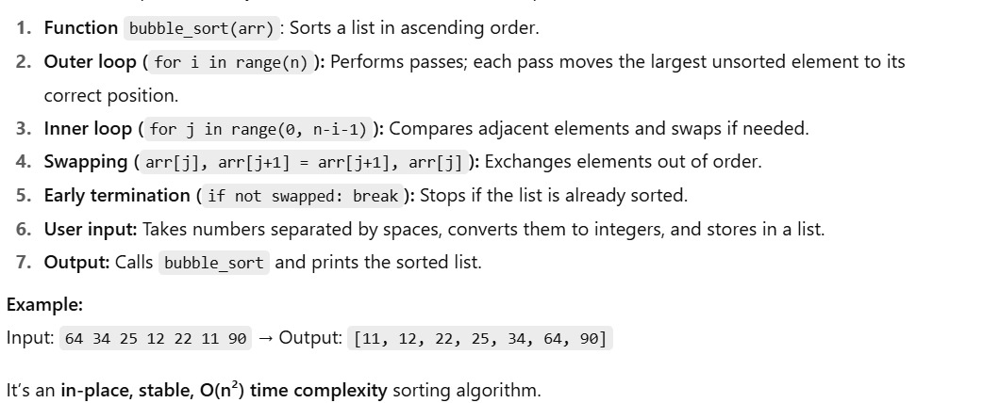 1. Function bubble_sort(arr) : Sorts a list in ascending order.
2. Outer loop ( for i in range(n) ): Performs passes; each pass moves the largest unsorted element to its
correct position.
3. Inner loop ( for j in range(0, n-i-1) ): Compares adjacent elements and swaps if needed.
4. Swapping ( arr[j], arr[j+1] = arr[j+1], arr[j] ): Exchanges elements out of order.
5. Early termination ( if not swapped: break ): Stops if the list is already sorted.
6. User input: Takes numbers separated by spaces, converts them to integers, and stores in a list.
7. Output: Calls bubble_sort and prints the sorted list.
Example:
Input: 64 34 25 12 22 11 90 → Output: [11, 12, 22, 25, 34, 64, 90]
It's an in-place, stable, O(n²) time complexity sorting algorithm.